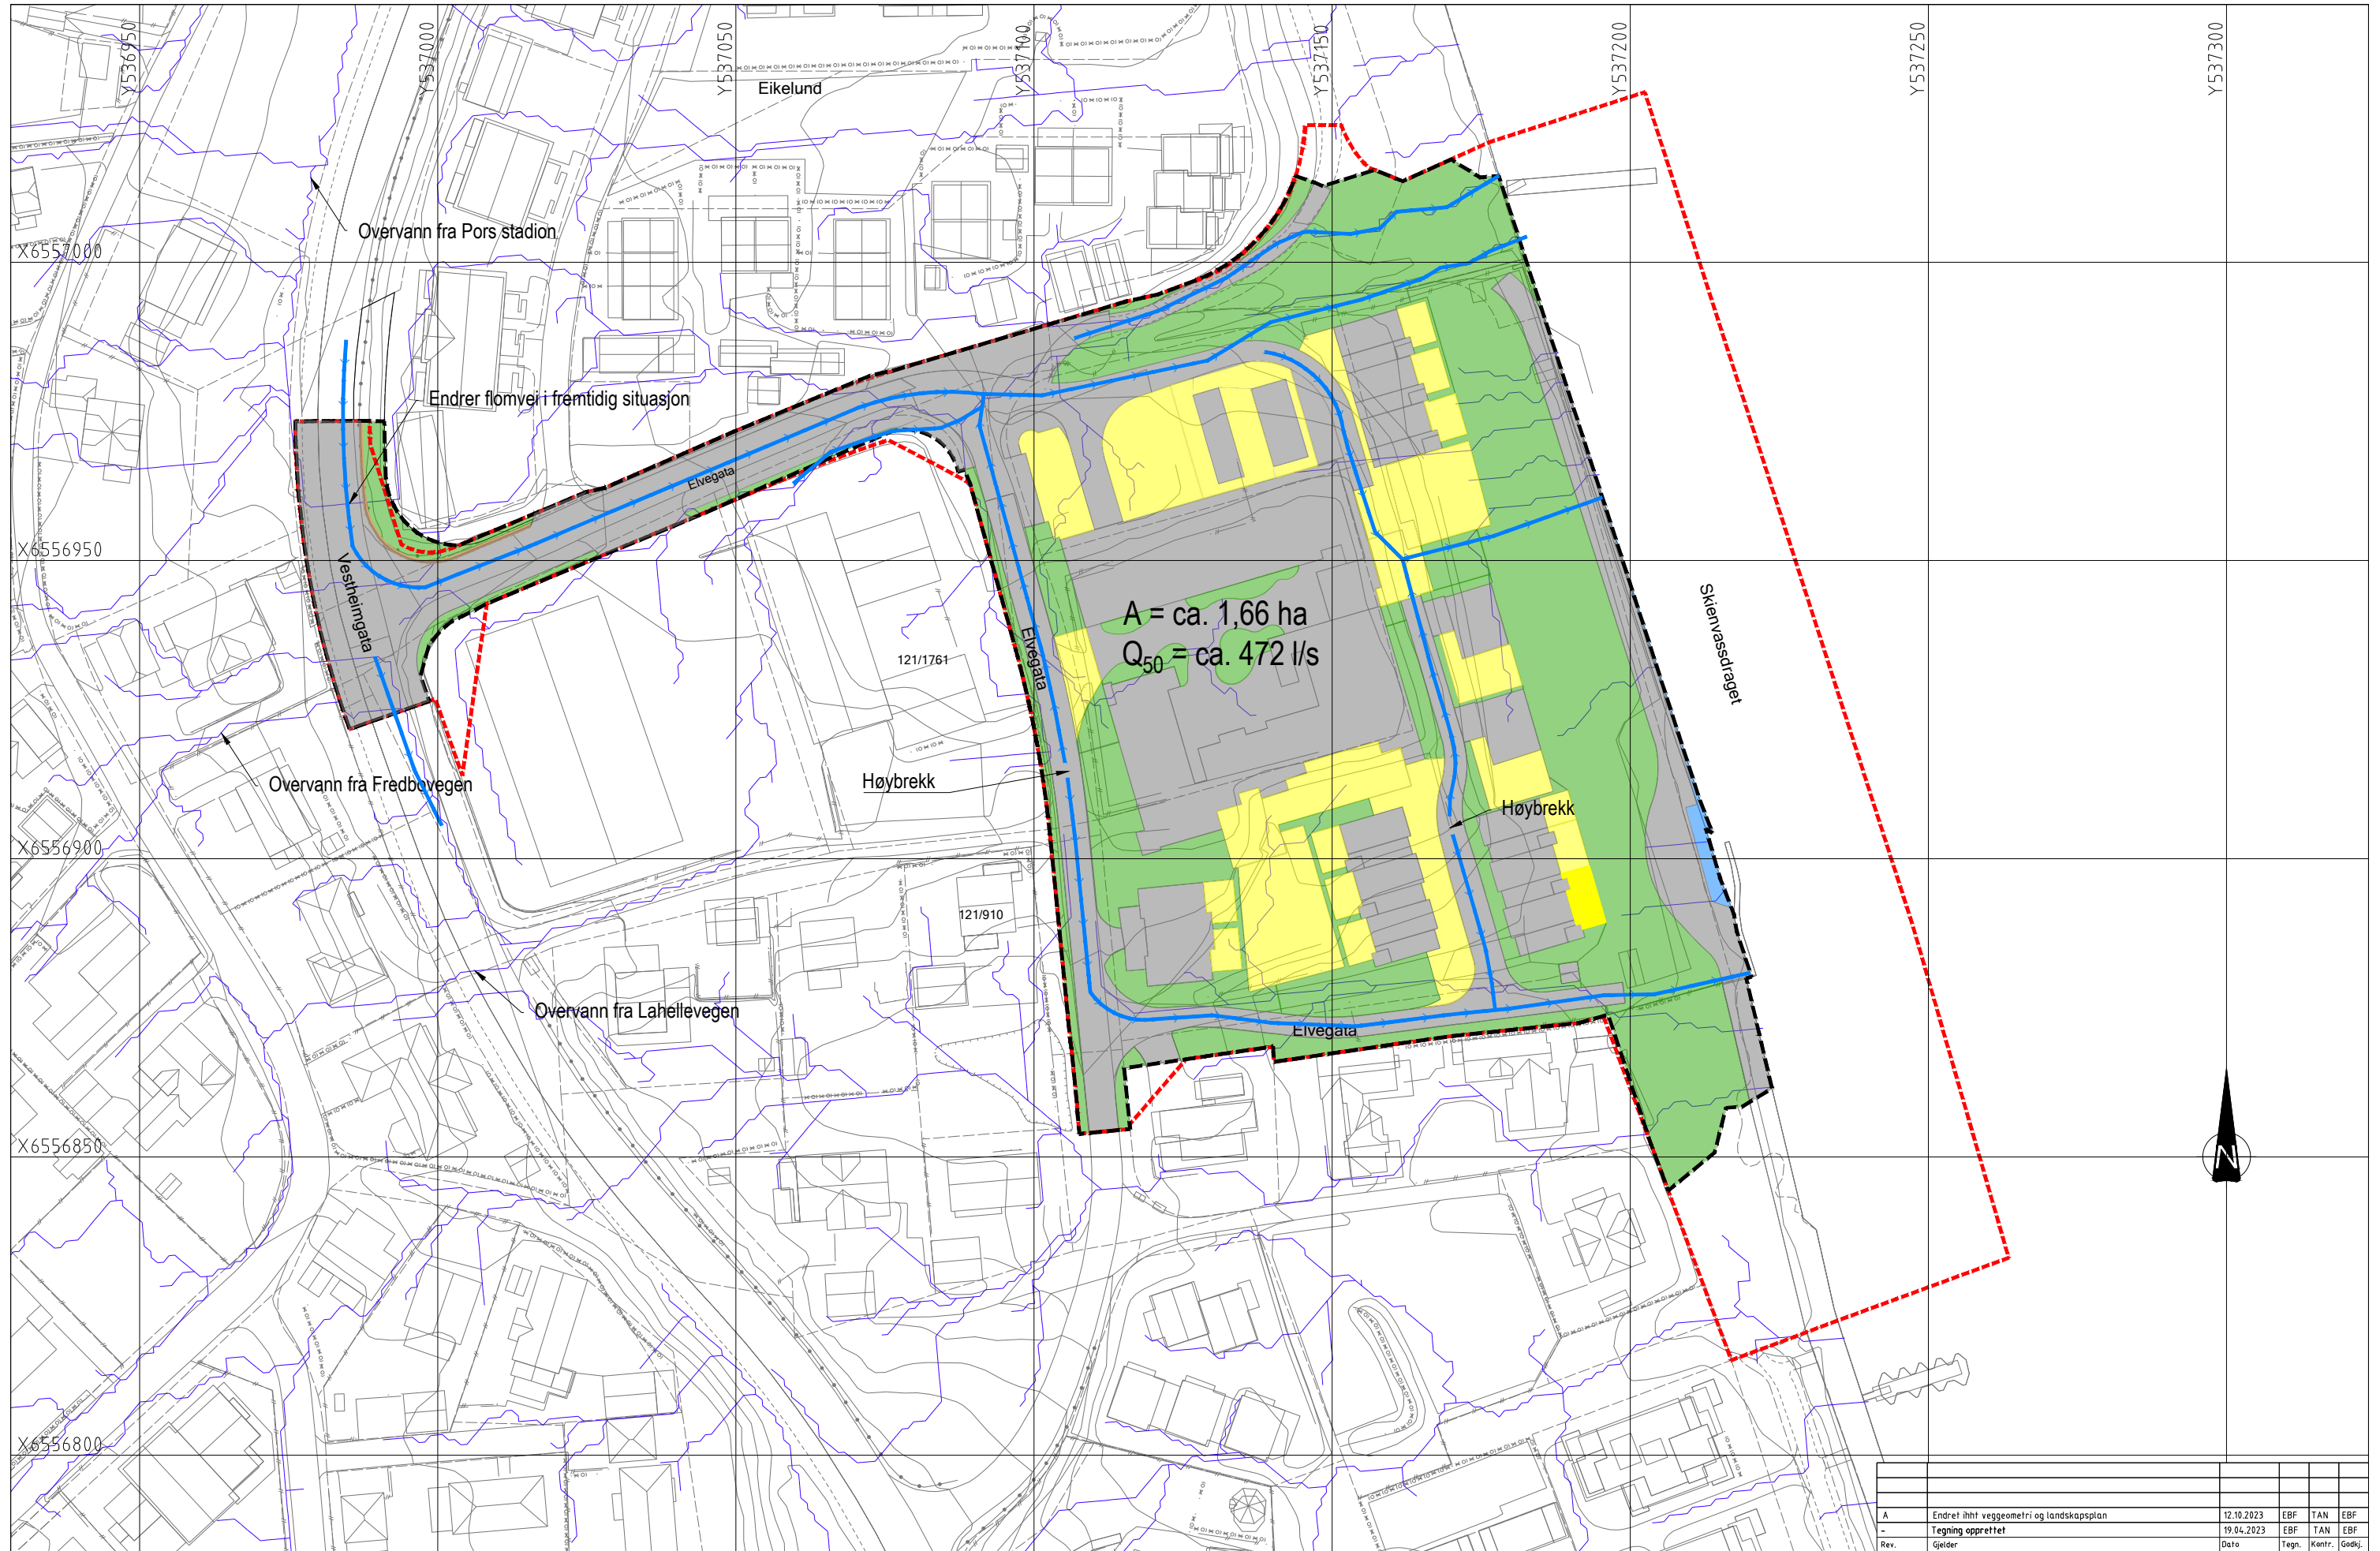 Y536950
Y537000
Y537050
Y537100
Y537150
Y537200
Y537250
Y537300
Eikelund
Overvann fra Pors stadion
X6557000
Endrer flomvei i fremtidig situasjon
Elvegata
X6556950
Vestheimgata
A = ca. 1,66 ha
Q50 = ca. 472 l/s
Skienvassdraget
Elvegata
121/1761
Overvann fra Fredbovegen
Høybrekk
Høybrekk
X6556900
121/910
Overvann fra Lahellevegen
Elvegata
X6556850
N
X6556800
A Endret ihht veggeometri og landskapsplan 12.10.2023 EBF TAN EBF
- Tegning opprettet 19.04.2023 EBF TAN EBF
Rev. Gjelder Dato Tegn. Kontr. Godkj.